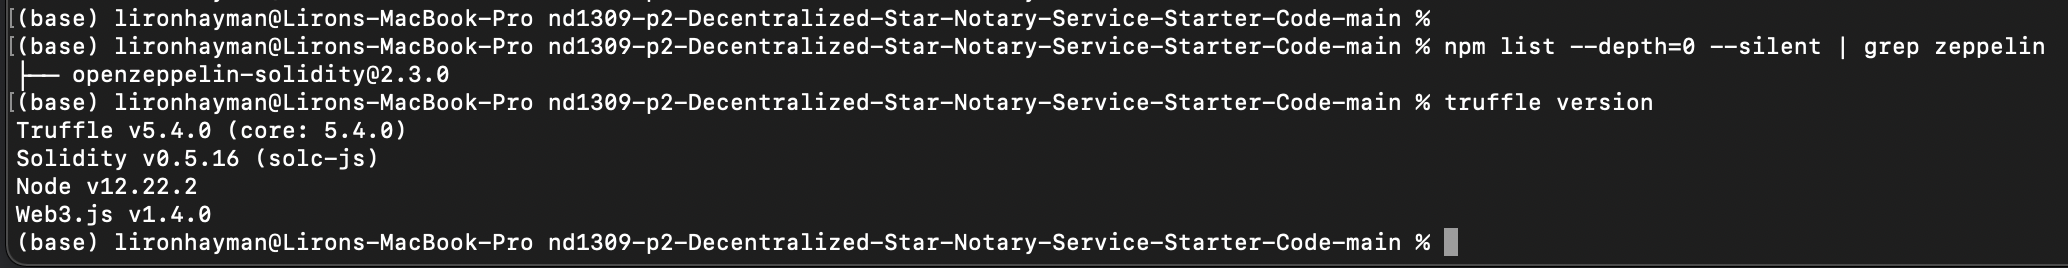 [(base) lironhayman@Lirons-MacBook-Pro nd1309-p2-Decentralized-Star-Notary-Service-Starter-Code-main %
[(base) lironhayman@Lirons-MacBook-Pro nd1309-p2-Decentralized-Star-Notary-Service-Starter-Code-main % npm list --depth=0 --silent | grep zeppelin
├── openzeppelin-solidity@2.3.0
[(base) lironhayman@Lirons-MacBook-Pro nd1309-p2-Decentralized-Star-Notary-Service-Starter-Code-main % truffle version
Truffle v5.4.0 (core: 5.4.0)
Solidity v0.5.16 (solc-js)
Node v12.22.2
Web3.js v1.4.0
(base) lironhayman@Lirons-MacBook-Pro nd1309-p2-Decentralized-Star-Notary-Service-Starter-Code-main %